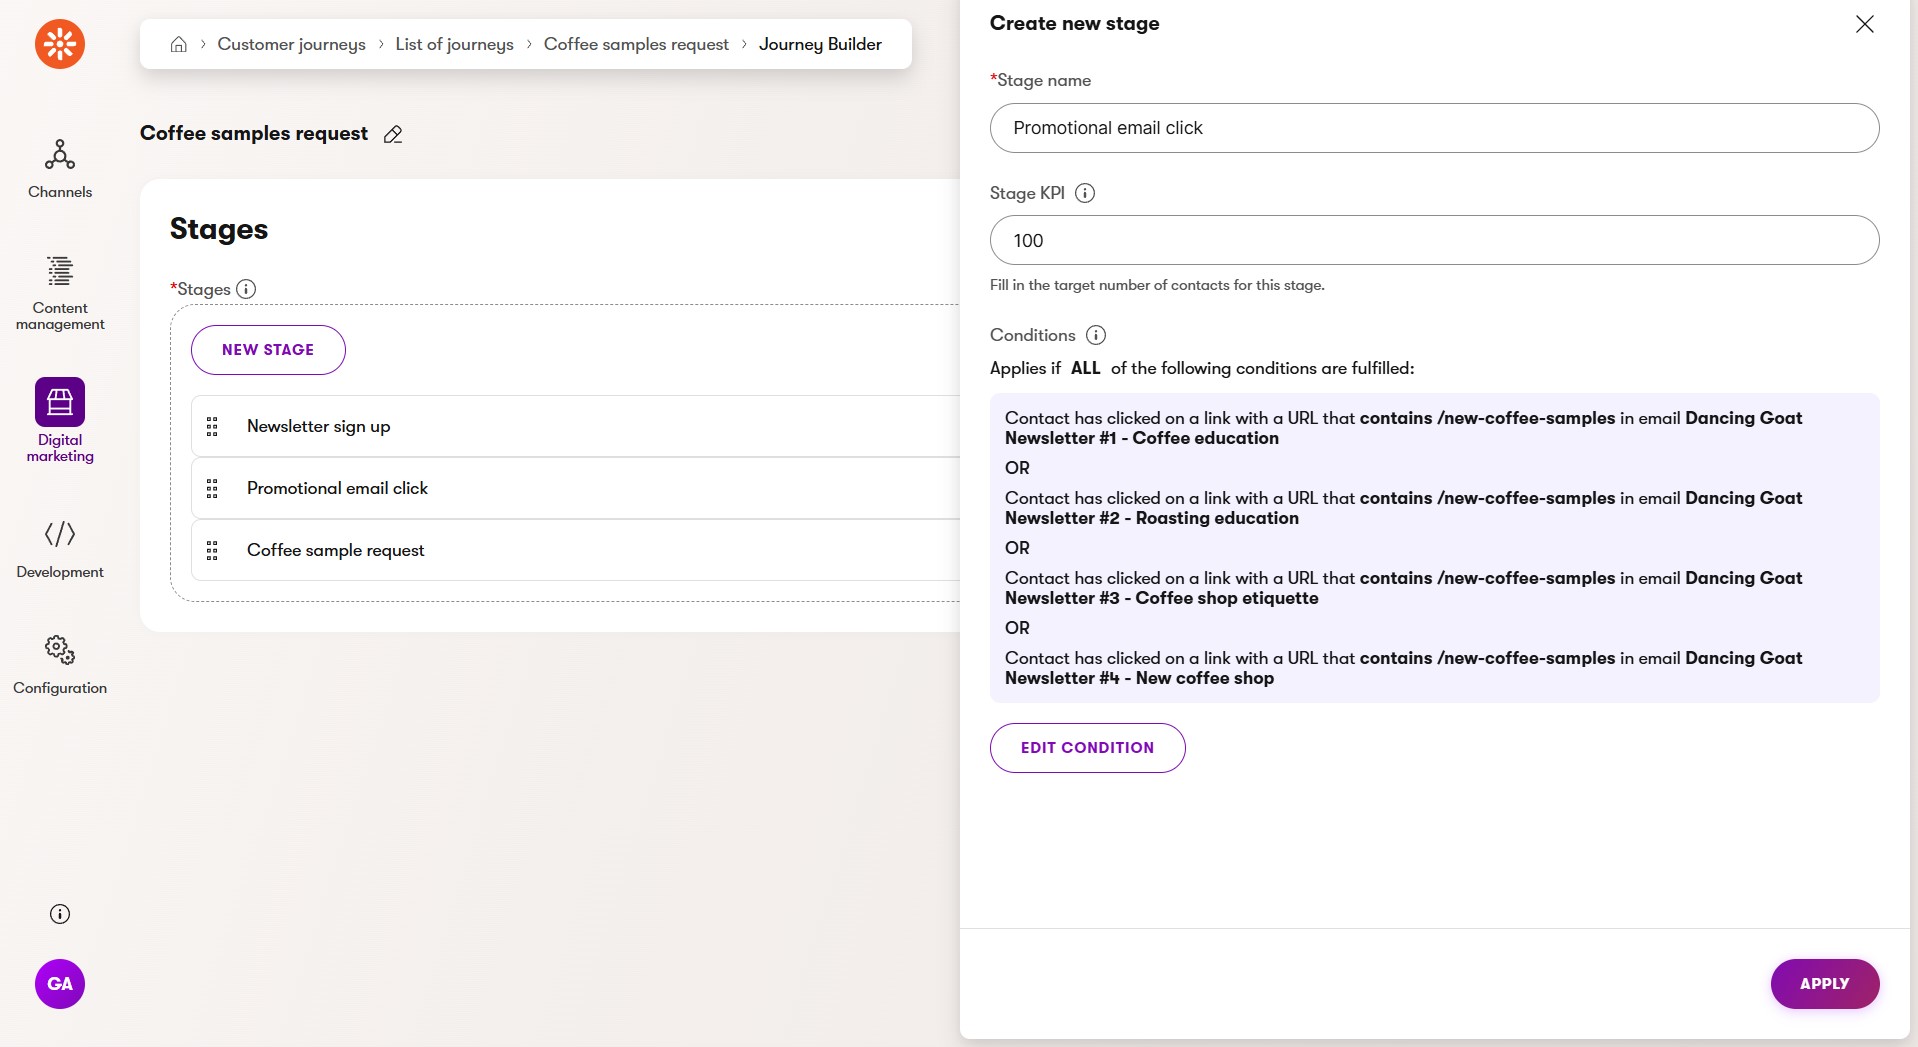 Customer journeys
List of journeys
Coffee samples request
Journey Builder
Channels
Content
management
Digital
marketing
Development
Configuration
GA
Coffee samples request
Stages
*Stages
NEW STAGE
Newsletter sign up
Promotional email click
Coffee sample request
Create new stage
*Stage name
Promotional email click
Stage KPI
100
Fill in the target number of contacts for this stage.
Conditions
Applies if ALL of the following conditions are fulfilled:
Contact has clicked on a link with a URL that contains /new-coffee-samples in email Dancing Goat
Newsletter #1 - Coffee education
OR
Contact has clicked on a link with a URL that contains /new-coffee-samples in email Dancing Goat
Newsletter #2 - Roasting education
OR
Contact has clicked on a link with a URL that contains /new-coffee-samples in email Dancing Goat
Newsletter #3 - Coffee shop etiquette
OR
Contact has clicked on a link with a URL that contains /new-coffee-samples in email Dancing Goat
Newsletter #4 - New coffee shop
EDIT CONDITION
APPLY